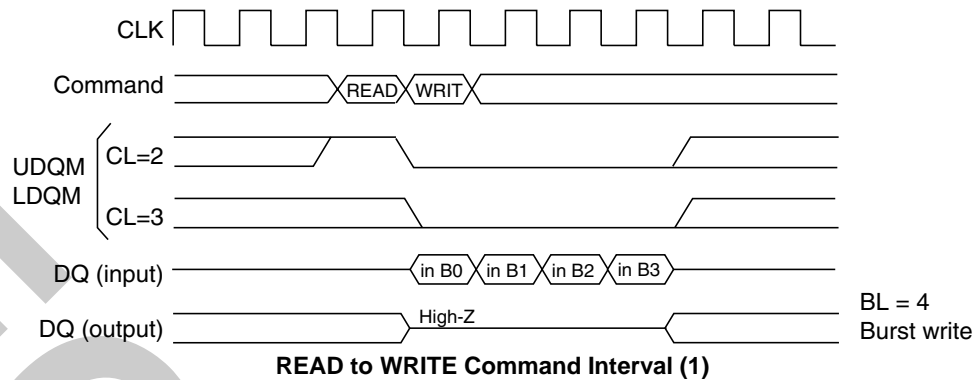 CLK
Command
READ WRIT
UDQM
LDQM
CL=2
CL=3
DQ (input)
in B0 in B1 in B2 in B3
DQ (output)
High-Z
BL = 4
Burst write
READ to WRITE Command Interval (1)